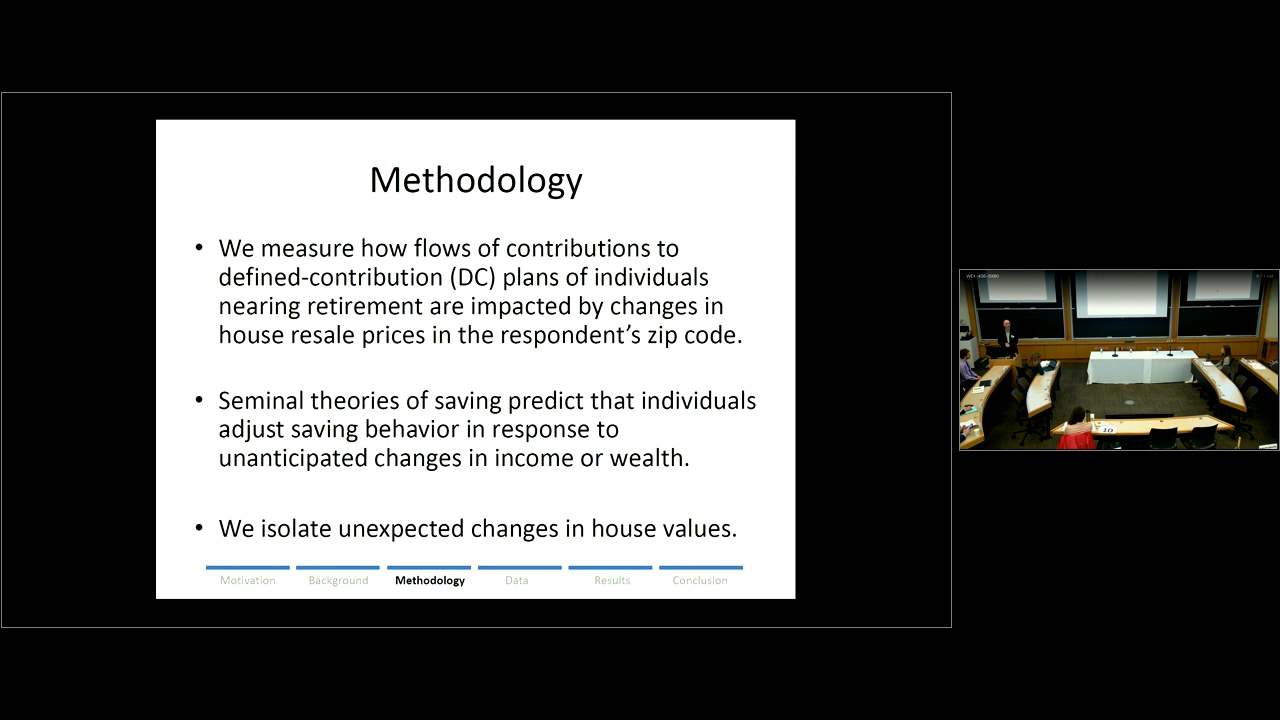 Methodology
• We measure how flows of contributions to
defined-contribution (DC) plans of individuals
nearing retirement are impacted by changes in
house resale prices in the respondent’s zip code.
• Seminal theories of saving predict that individuals
adjust saving behavior in response to
unanticipated changes in income or wealth.
• We isolate unexpected changes in house values.
Motivation Background Methodology Data Results Conclusion
10